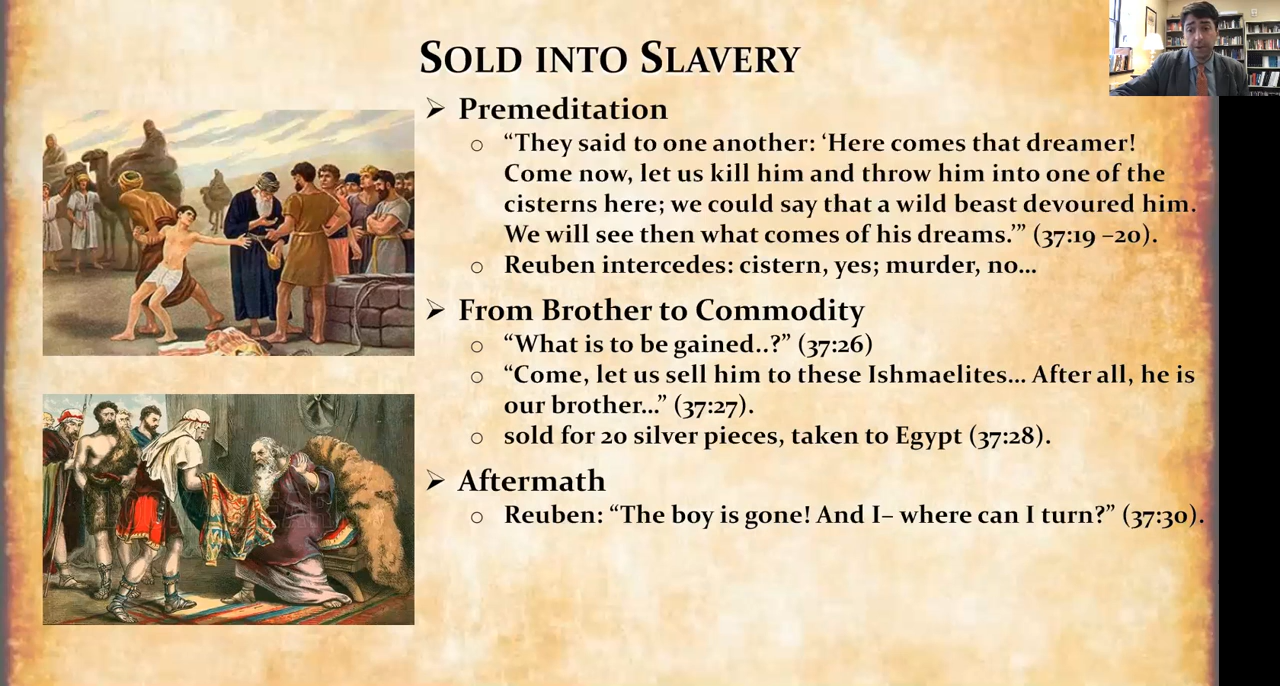 SOLD INTO SLAVERY
➢ Premeditation
○ “They said to one another: ‘Here comes that dreamer!
Come now, let us kill him and throw him into one of the
cisterns here; we could say that a wild beast devoured him.
We will see then what comes of his dreams.’” (37:19 –20).
○ Reuben intercedes: cistern, yes; murder, no...
➢ From Brother to Commodity
○ “What is to be gained..?” (37:26)
○ “Come, let us sell him to these Ishmaelites... After all, he is
our brother...” (37:27).
○ sold for 20 silver pieces, taken to Egypt (37:28).
➢ Aftermath
○ Reuben: “The boy is gone! And I– where can I turn?” (37:30).